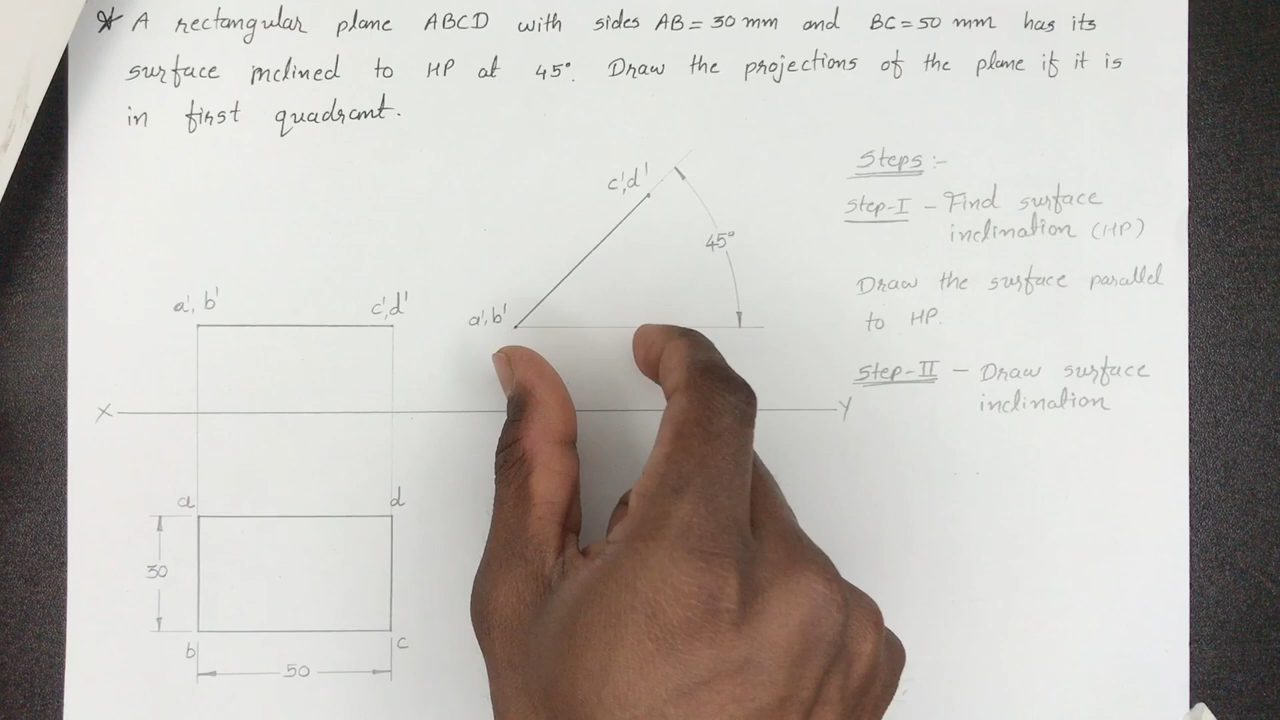 * A rectangular plane ABCD with sides AB = 30 mm and BC = 50 mm has its
surface inclined to HP at 45°. Draw the projections of the plane if it is
in first quadrant.
Steps :-
Step-I - Find surface
inclination (HP)
Draw the surface parallel
to HP.
Step-II - Draw surface
inclination
c',d'
45°
a',b'
a', b'
c',d'
X
Y
a
d
30
b
c
50